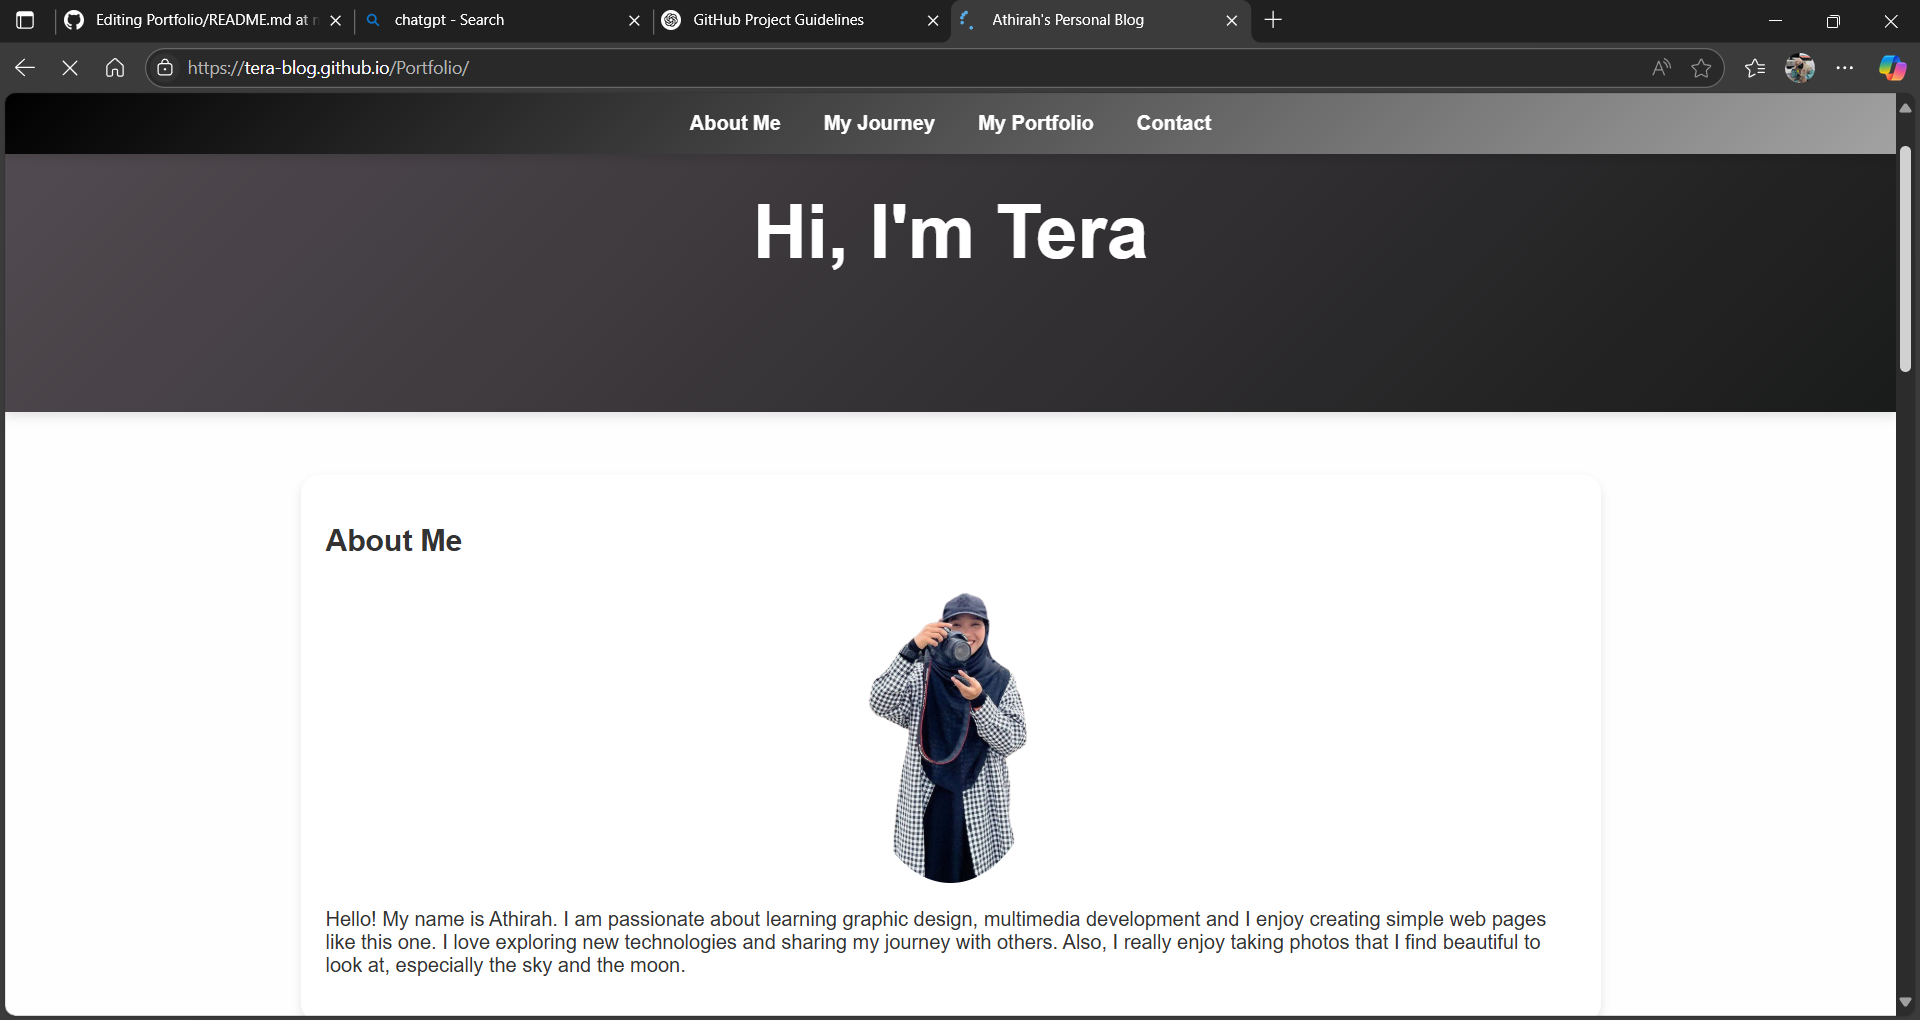 Editing Portfolio/README.md at
chatgpt - Search
GitHub Project Guidelines
Athirah's Personal Blog
https://tera-blog.github.io/Portfolio/
About Me My Journey My Portfolio Contact
Hi, I'm Tera
About Me
Hello! My name is Athirah. I am passionate about learning graphic design, multimedia development and I enjoy creating simple web pages
like this one. I love exploring new technologies and sharing my journey with others. Also, I really enjoy taking photos that I find beautiful to
look at, especially the sky and the moon.